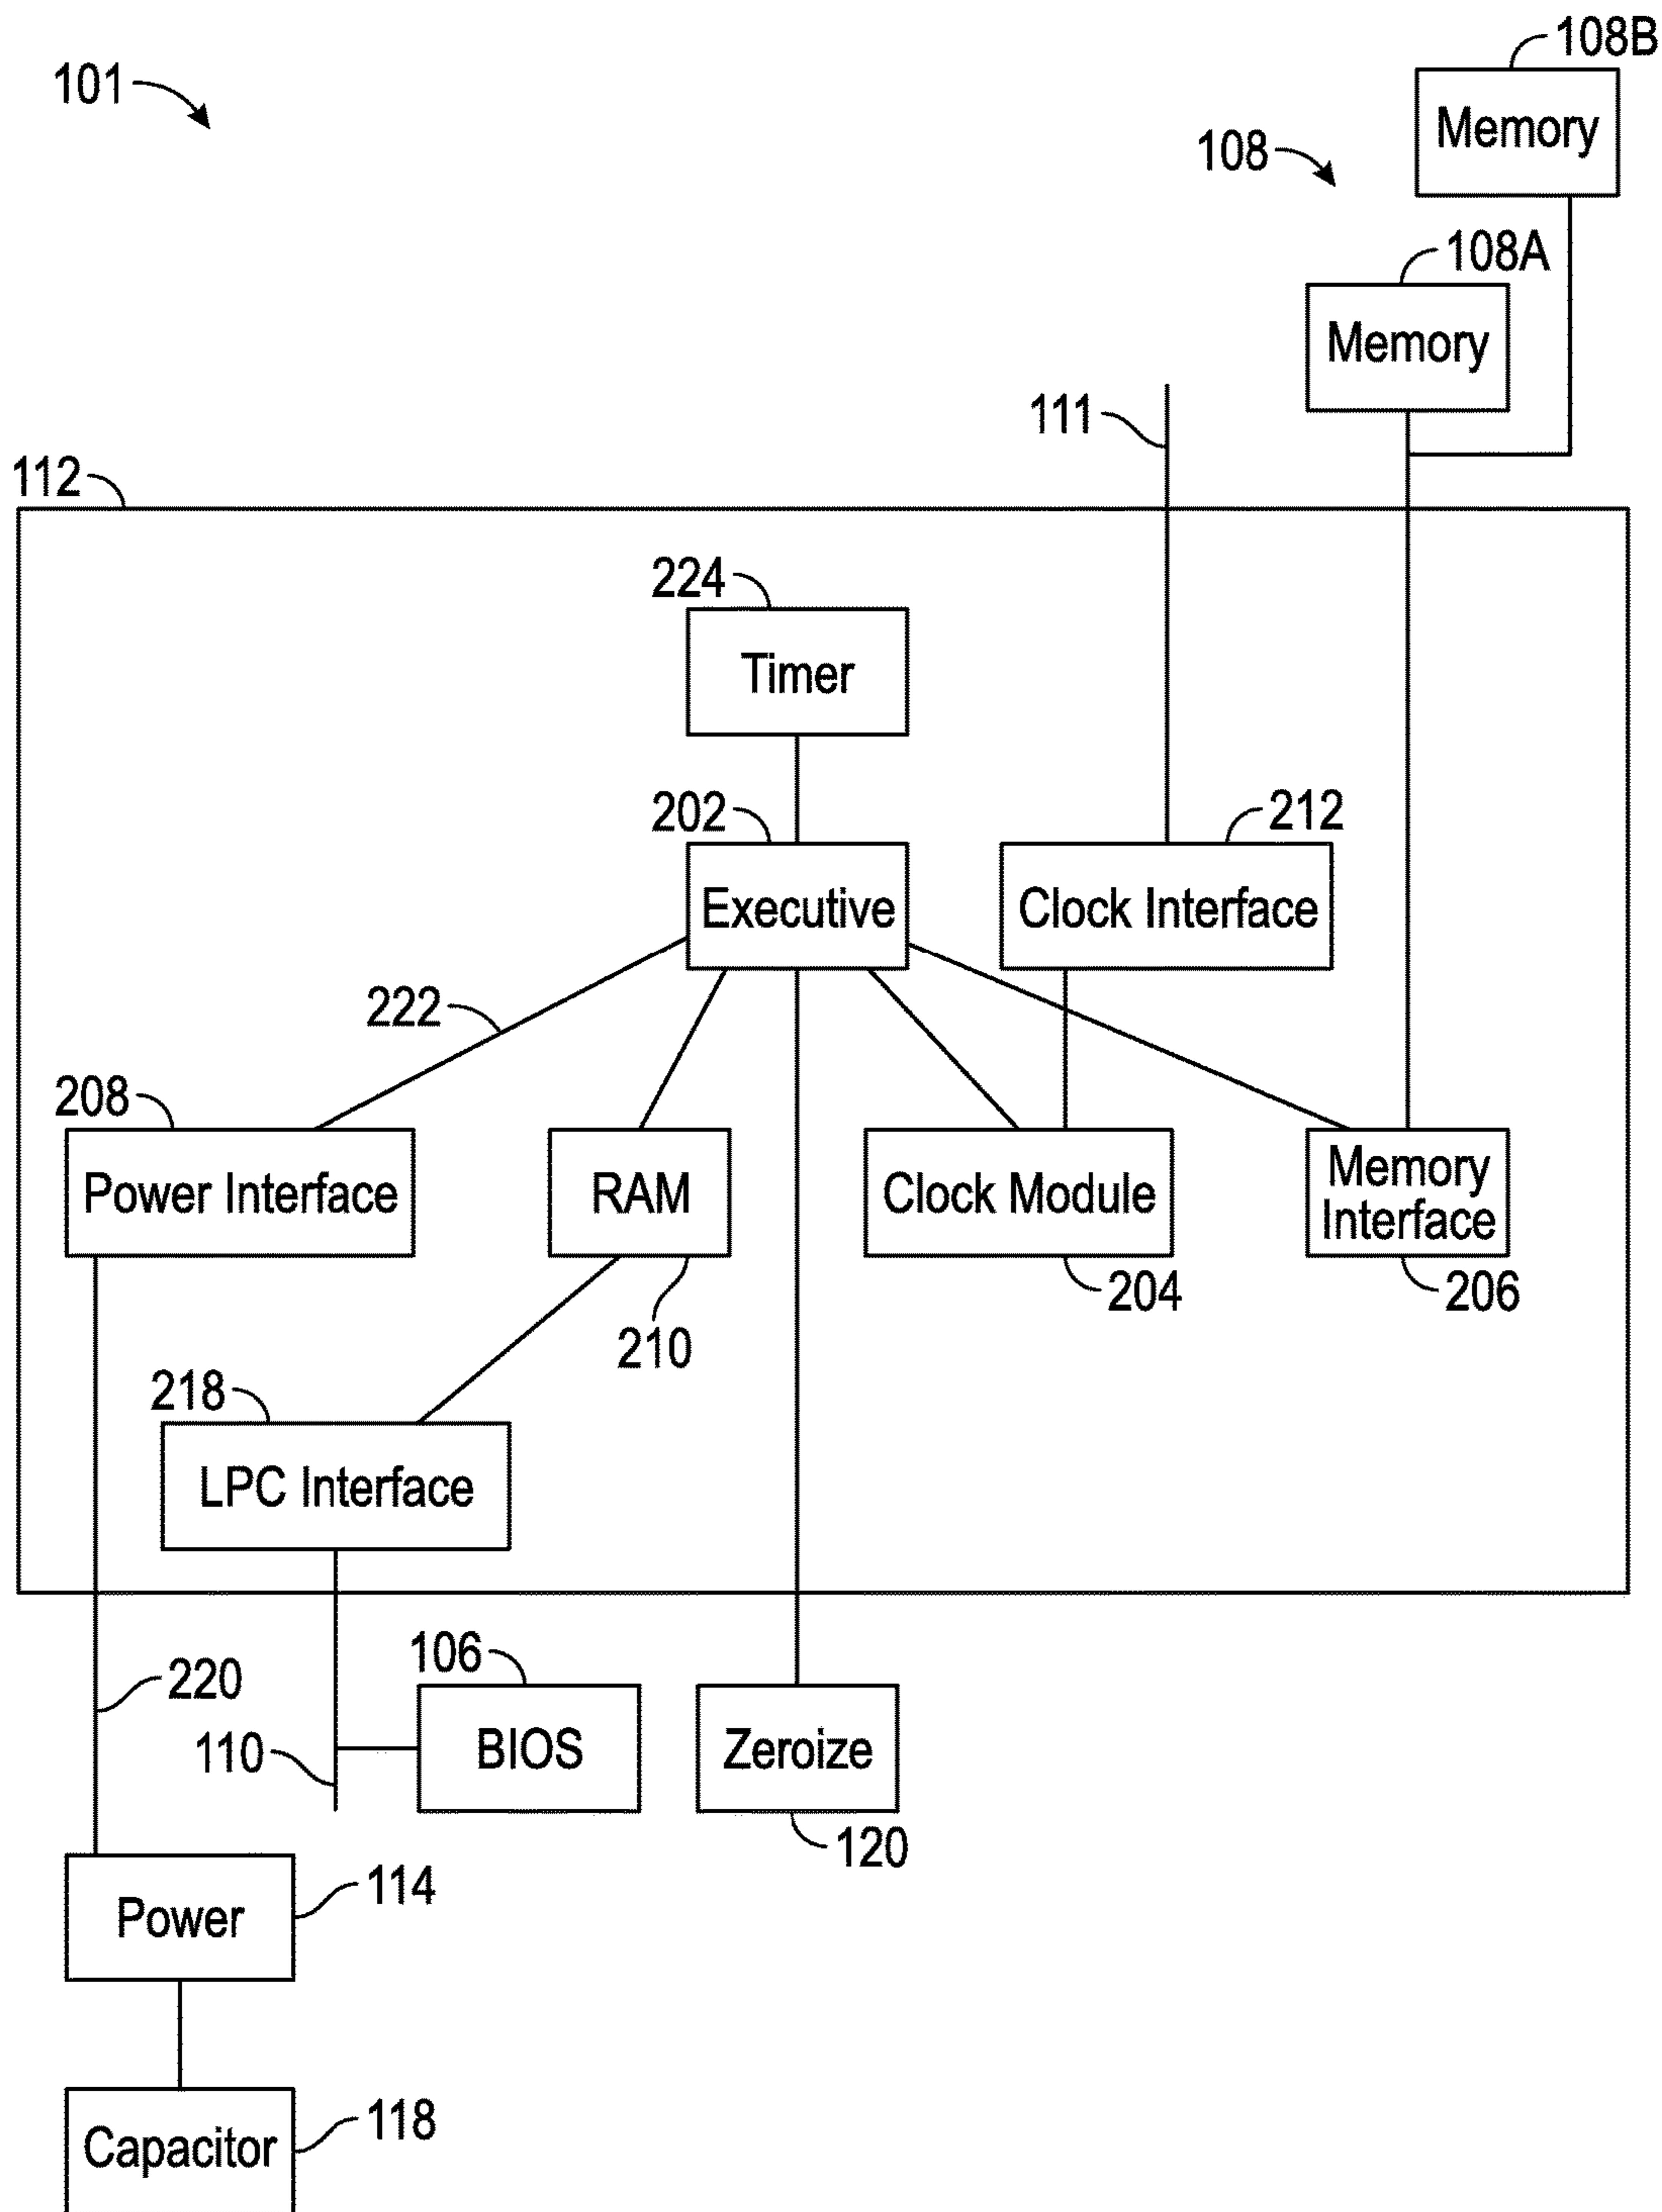 108B
101
Memory
108
108A
Memory
111
112
224
Timer
202
212
Executive
Clock Interface
222
208
Power Interface
RAM
Clock Module
Memory
Interface
204
206
210
218
LPC Interface
106
220
BIOS
Zeroize
110
120
114
Power
118
Capacitor